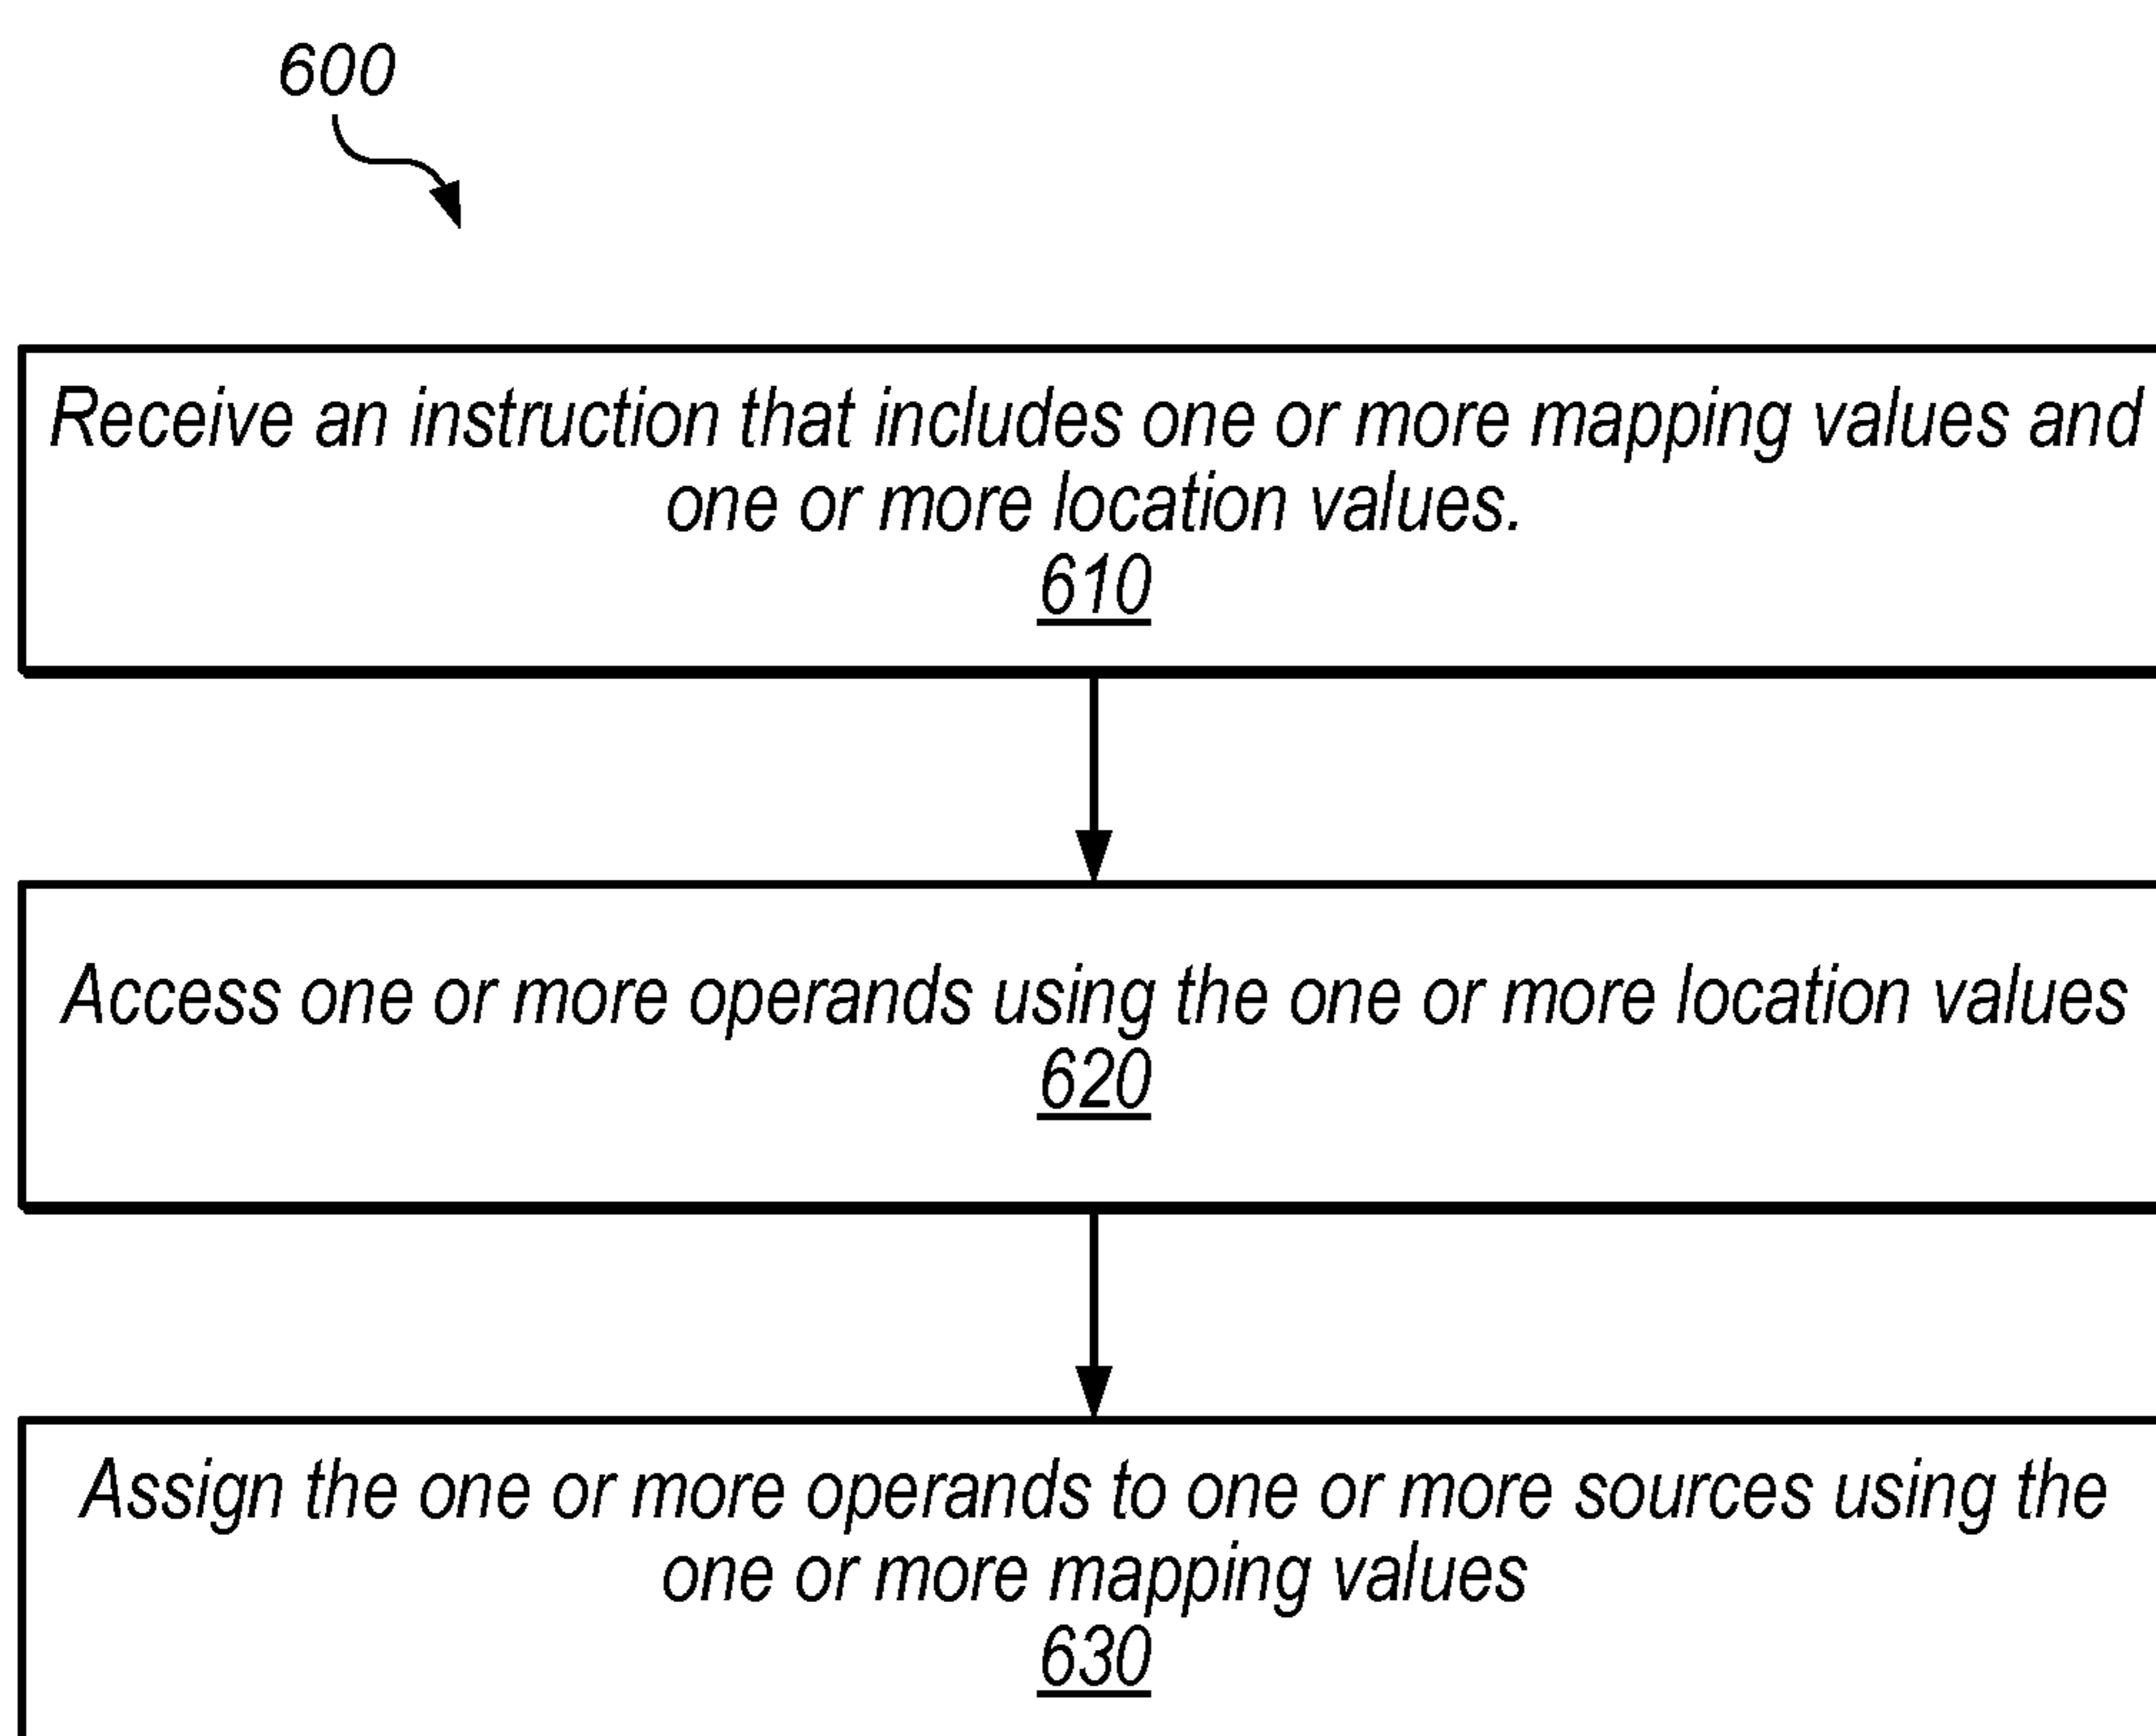 600
Receive an instruction that includes one or more mapping values and
one or more location values.
610
Access one or more operands using the one or more location values
620
Assign the one or more operands to one or more sources using the
one or more mapping values
630